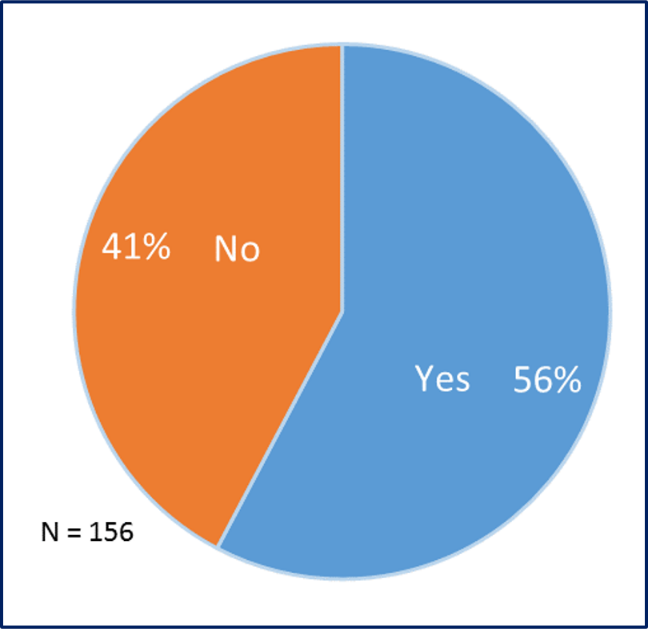 41% No
Yes 56%
N = 156